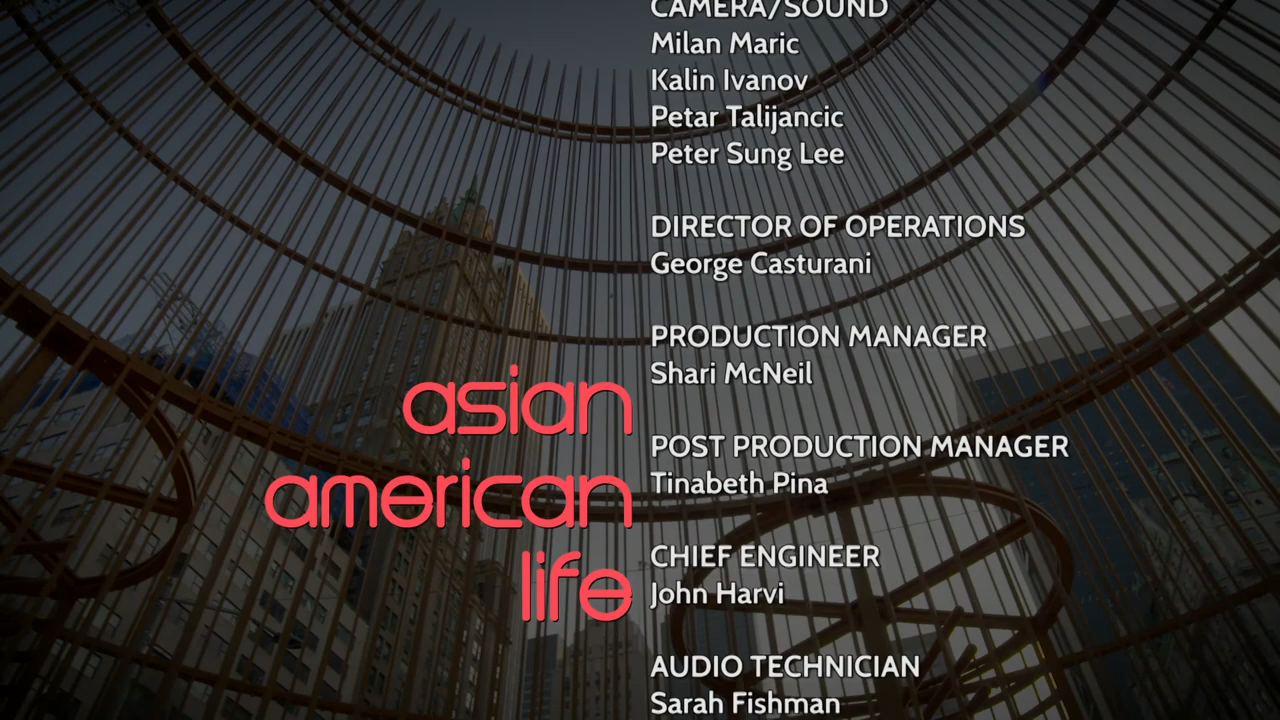 CAMERA/SOUND
Milan Maric
Kalin Ivanov
Petar Talijancic
Peter Sung Lee
DIRECTOR OF OPERATIONS
George Casturani
PRODUCTION MANAGER
Shari McNeil
POST PRODUCTION MANAGER
Tinabeth Pina
CHIEF ENGINEER
John Harvi
AUDIO TECHNICIAN
Sarah Fishman
asian
american
life